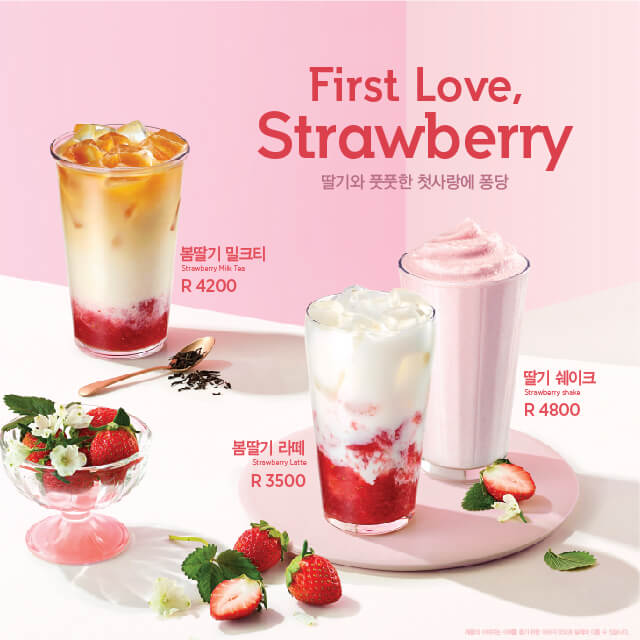 First Love,
Strawberry
딸기와 풋풋한 첫사랑에 퐁당
봄딸기 밀크티
Strawberry Milk Tea
R 4200
딸기 쉐이크
Strawberry shake
R 4800
봄딸기 라떼
Strawberry Latte
R 3500